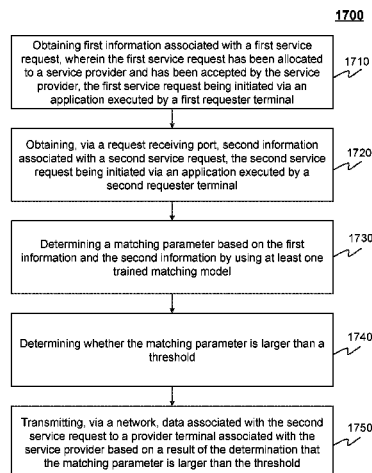 1700
Obtaining first information associated with a first service
request, wherein the first service request has been allocated
to a service provider and has been accepted by the service
provider, the first service request being initiated via an
application executed by a first requester terminal
1710
Obtaining, via a request receiving port, second information
associated with a second service request, the second service
request being initiated via an application executed by a
second requester terminal
1720
Determining a matching parameter based on the first
information and the second information by using at least one
trained matching model
1730
Determining whether the matching parameter is larger than a
threshold
1740
Transmitting, via a network, data associated with the second
service request to a provider terminal associated with the
service provider based on a result of the determination that
the matching parameter is larger than the threshold
1750